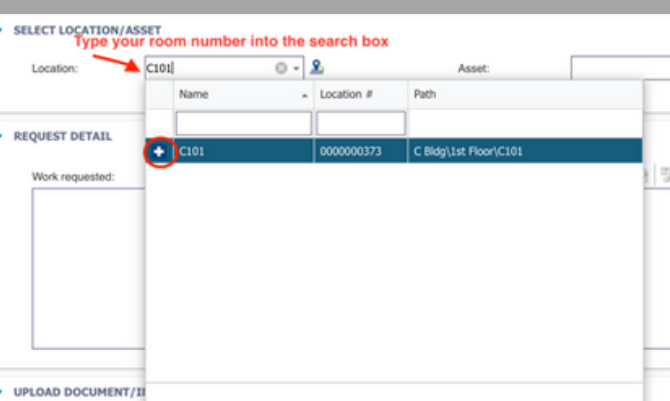 SELECT LOCATION/ASSET
Type your room number into the search box
Location: C101 Asset:
Name Location # Path
REQUEST DETAIL
C101 0000000373 C Bldg\1st Floor\C101
Work requested:
UPLOAD DOCUMENT/